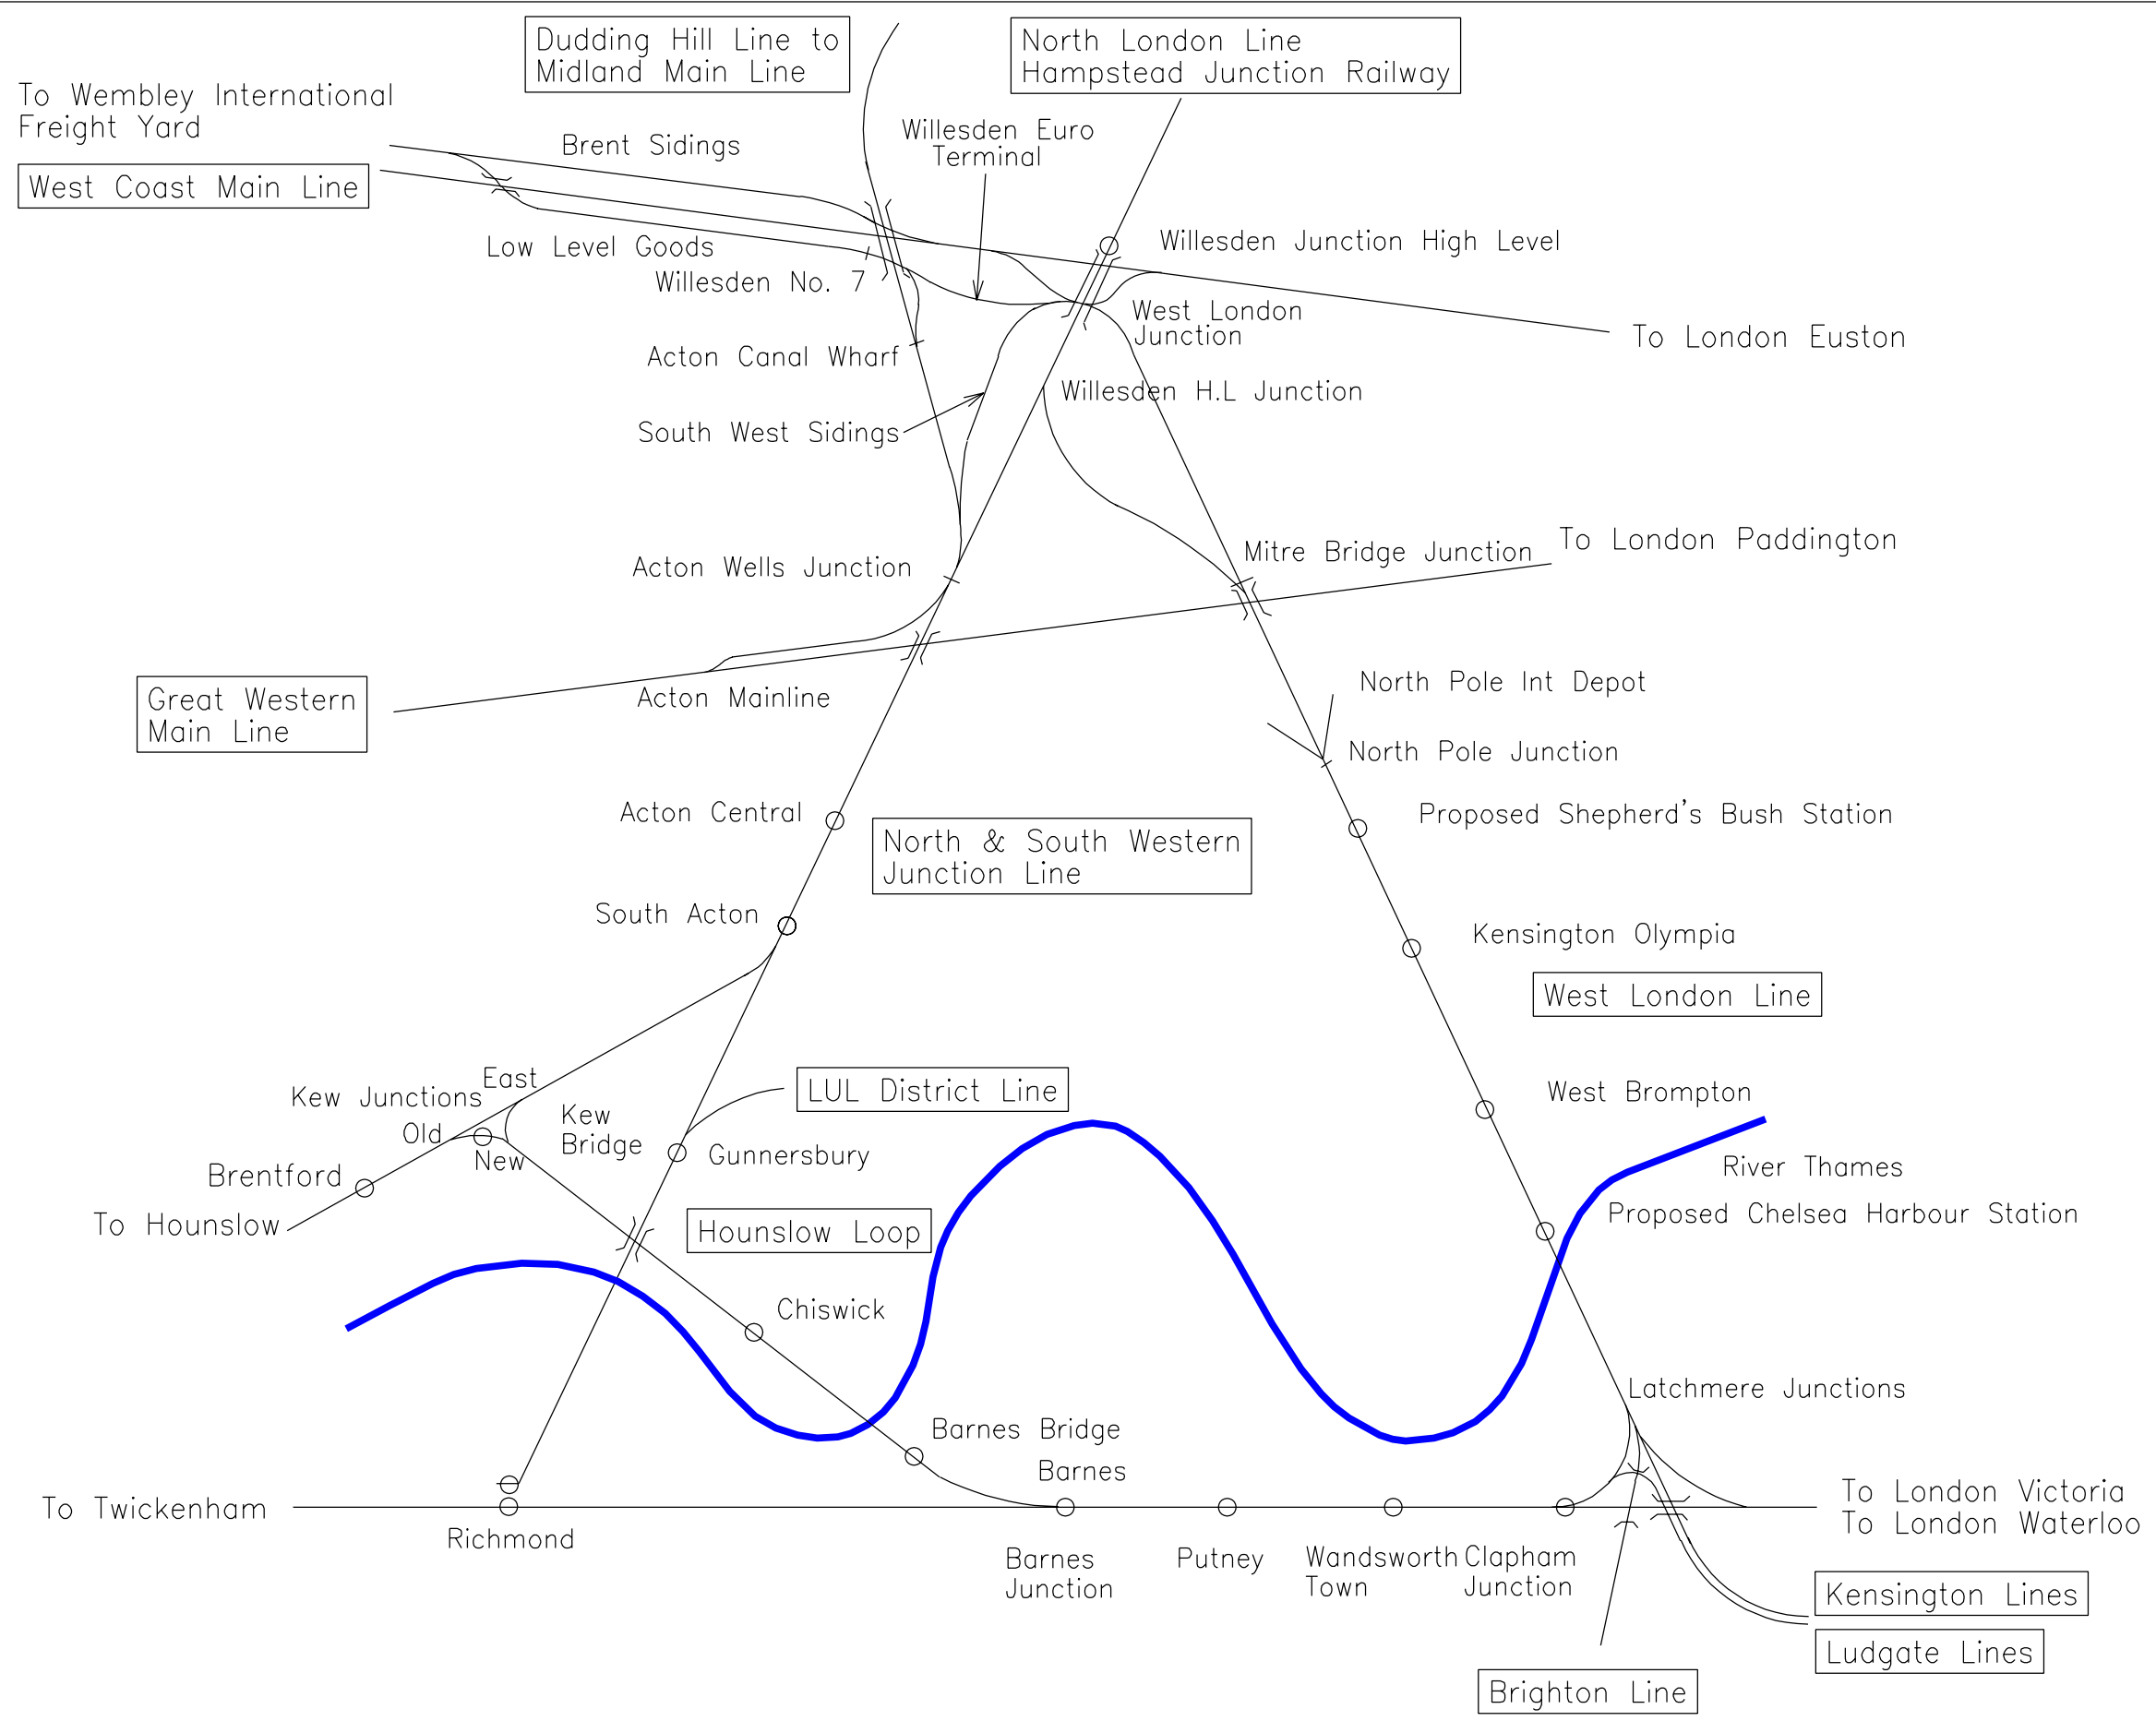 Dudding Hill Line to
Midland Main Line
North London Line
Hampstead Junction Railway
To Wembley International
Freight Yard
Brent Sidings
Willesden Euro
Terminal
West Coast Main Line
Low Level Goods
Willesden No. 7
Willesden Junction High Level
West London
Junction
To London Euston
Acton Canal Wharf
Willesden H.L Junction
South West Sidings
Acton Wells Junction
Mitre Bridge Junction
To London Paddington
Great Western
Main Line
Acton Mainline
North Pole Int Depot
North Pole Junction
Acton Central
North & South Western
Junction Line
Proposed Shepherd's Bush Station
South Acton
Kensington Olympia
West London Line
East
Kew Junctions
Old
New
Kew
Bridge
LUL District Line
Gunnersbury
West Brompton
River Thames
Brentford
To Hounslow
Hounslow Loop
Proposed Chelsea Harbour Station
Chiswick
Latchmere Junctions
Barnes Bridge
Barnes
To Twickenham
Richmond
To London Victoria
To London Waterloo
Barnes
Junction
Putney
Wandsworth
Town
Clapham
Junction
Kensington Lines
Ludgate Lines
Brighton Line